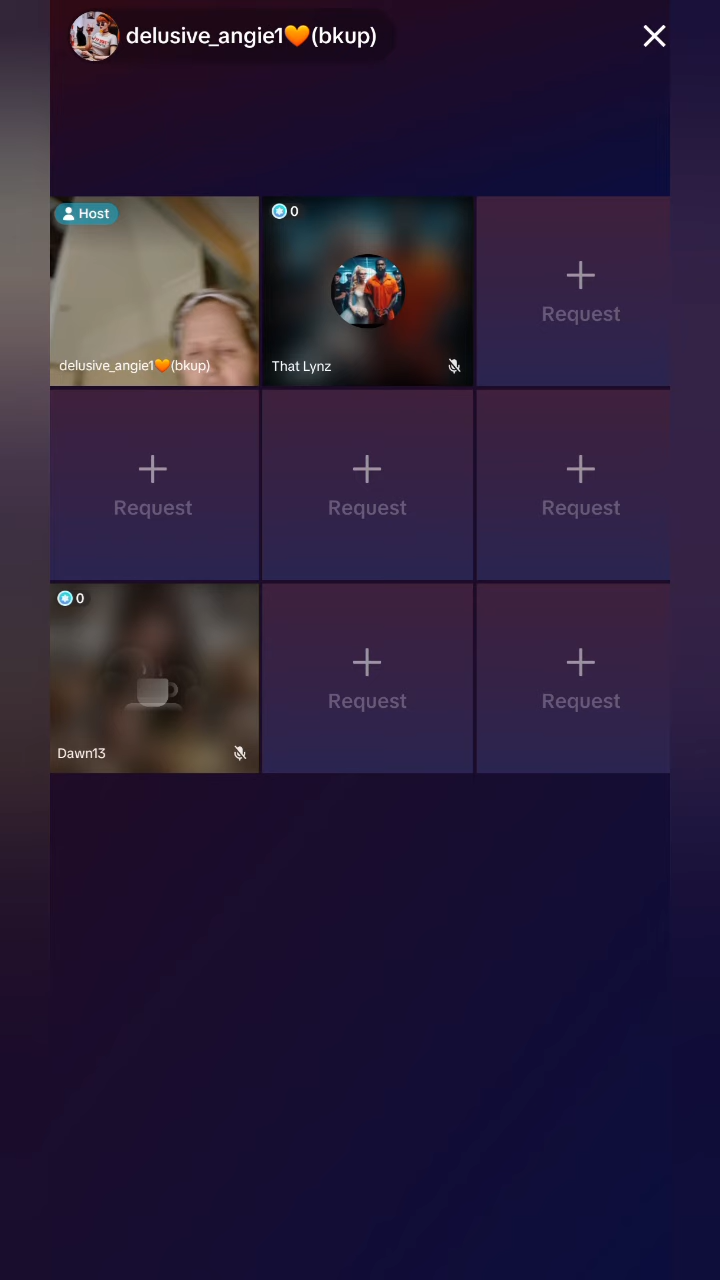 delusive_angie1🧡(bkup)
Host
0
delusive_angie1🧡(bkup)
That Lynz
Request
Request
Request
Request
0
Dawn13
Request
Request